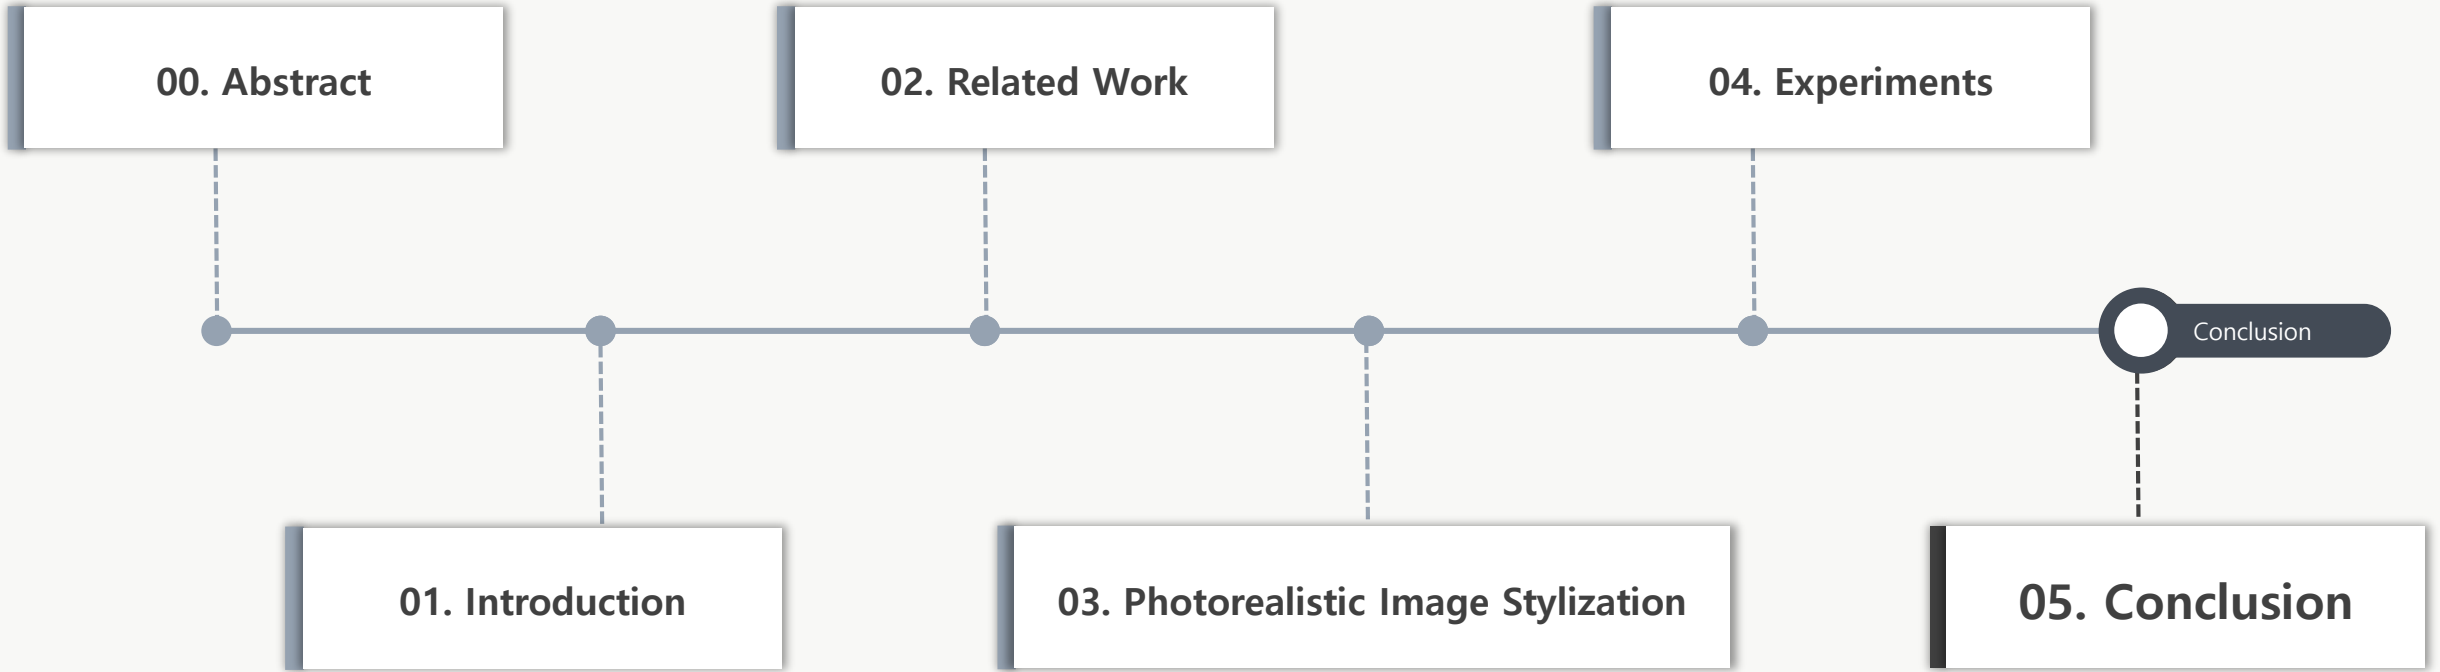 00. Abstract
02. Related Work
04. Experiments
Conclusion
01. Introduction
03. Photorealistic Image Stylization
05. Conclusion